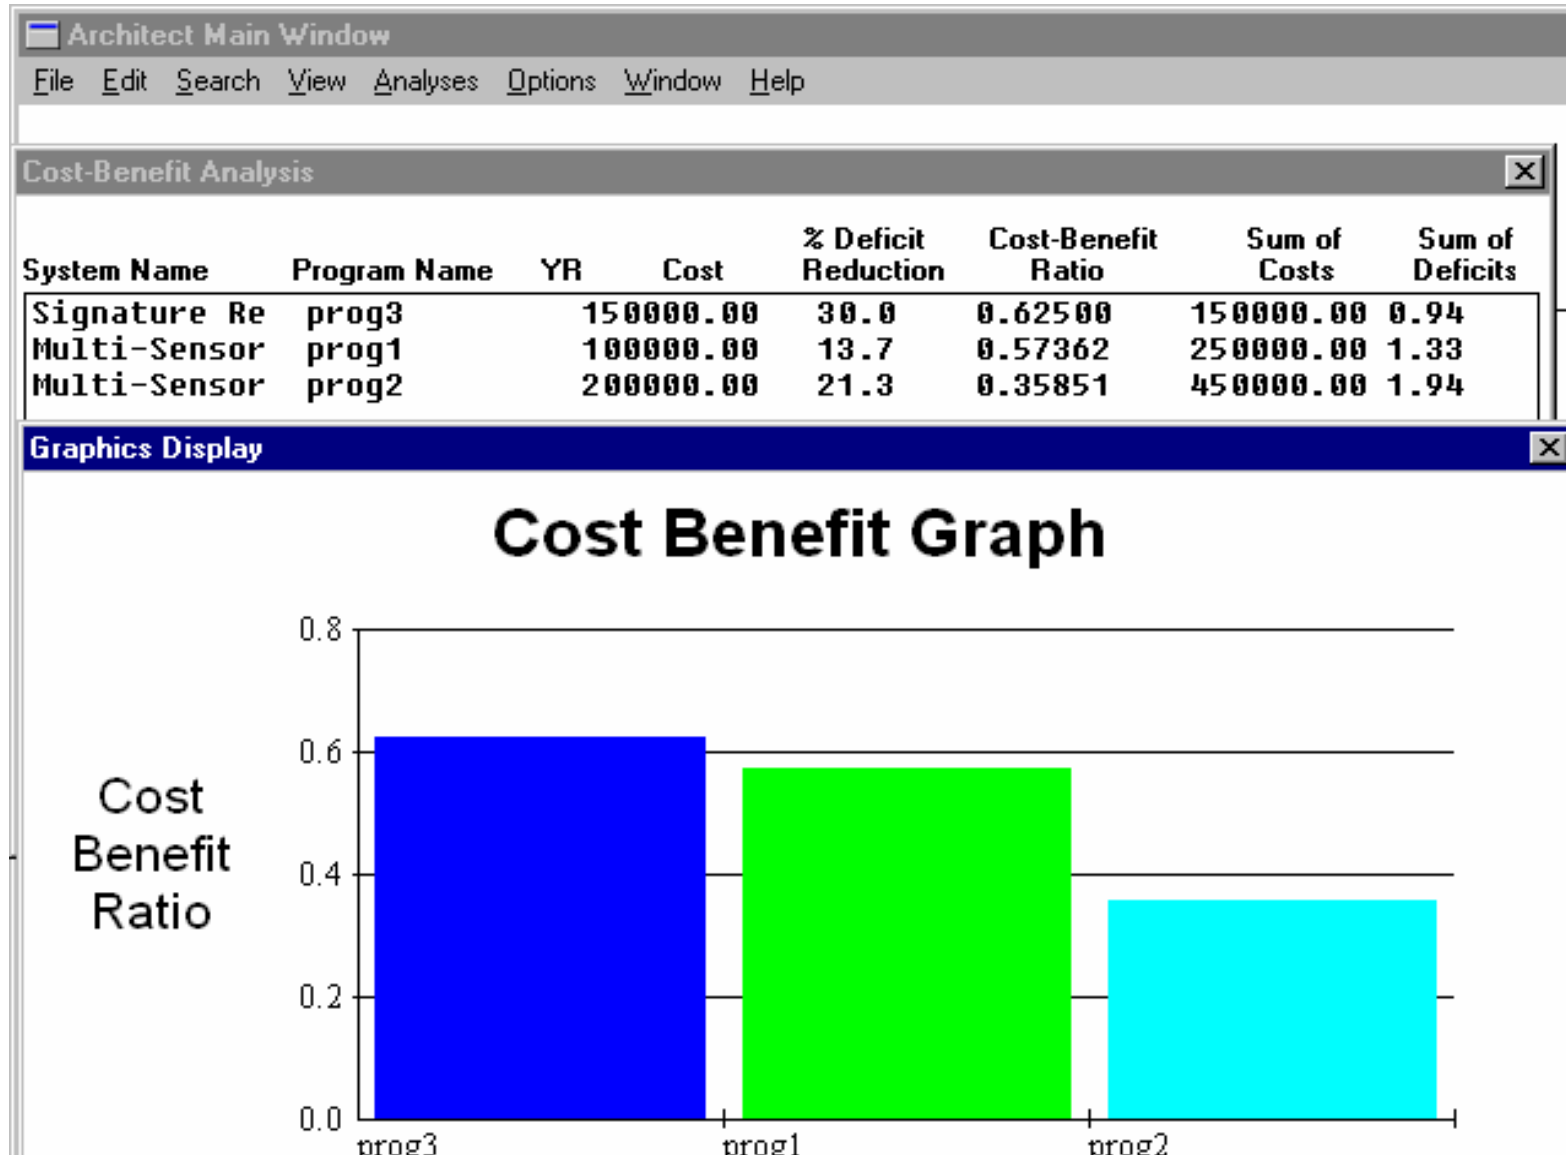 Architect Main Window
File Edit Search View Analyses Options Window Help
Cost-Benefit Analysis
% Deficit Cost-Benefit Sum of Sum of
System Name Program Name YR Cost Reduction Ratio Costs Deficits
Signature Re prog3 150000.00 30.0 0.62500 150000.00 0.94
Multi-Sensor prog1 100000.00 13.7 0.57362 250000.00 1.33
Multi-Sensor prog2 200000.00 21.3 0.35851 450000.00 1.94
Graphics Display
Cost Benefit Graph
0.8
0.6
Cost
Benefit
Ratio
0.4
0.2
0.0
prog3 prog1 prog2